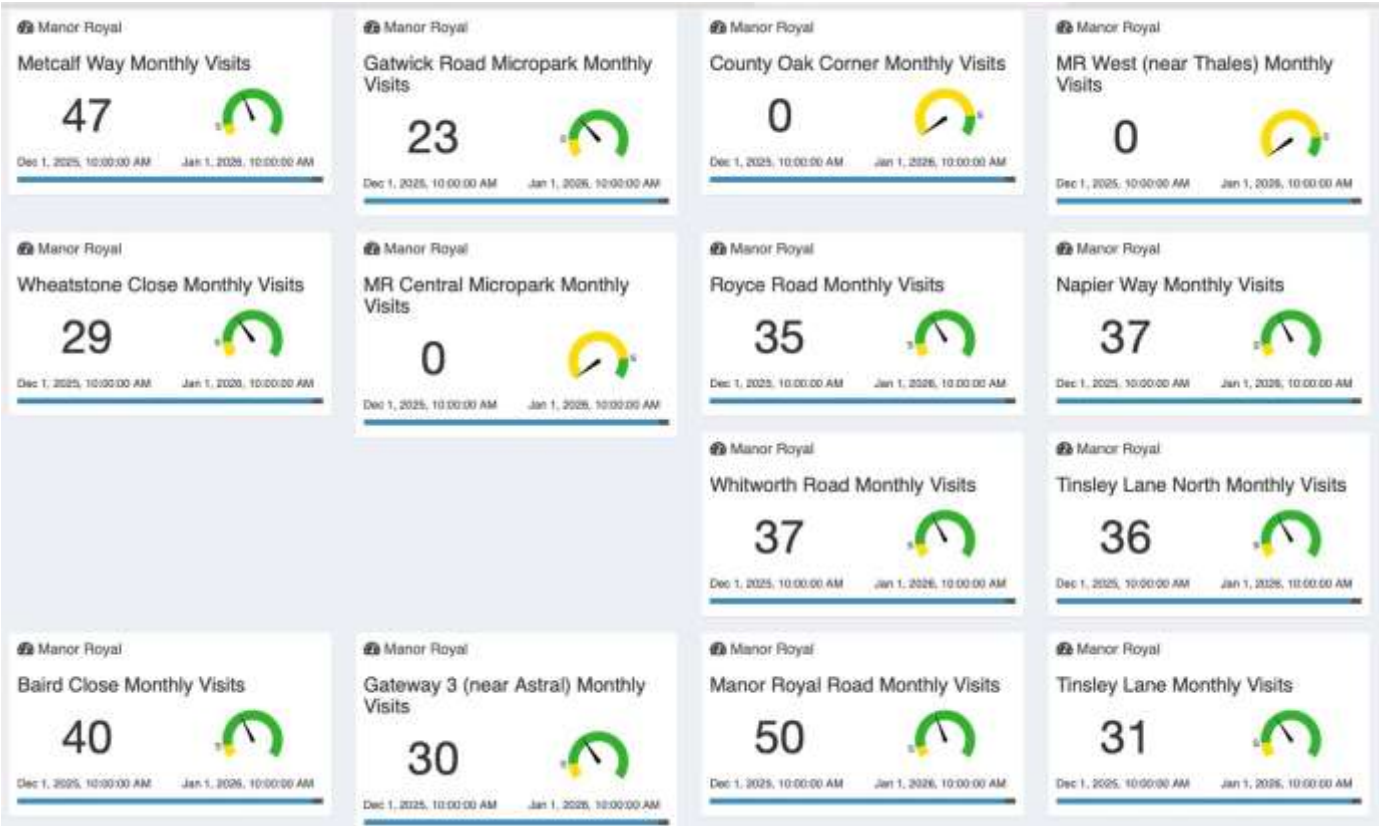 Manor Royal
Metcalf Way Monthly Visits
47
Dec 1, 2025, 10:00:00 AM Jan 1, 2026, 10:00:00 AM
Manor Royal
Gatwick Road Micropark Monthly
Visits
23
Dec 1, 2025, 10:00:00 AM Jan 1, 2026, 10:00:00 AM
Manor Royal
County Oak Corner Monthly Visits
0
Dec 1, 2025, 10:00:00 AM Jan 1, 2026, 10:00:00 AM
Manor Royal
MR West (near Thales) Monthly
Visits
0
Dec 1, 2025, 10:00:00 AM Jan 1, 2026, 10:00:00 AM
Manor Royal
Wheatstone Close Monthly Visits
29
Dec 1, 2025, 10:00:00 AM Jan 1, 2026, 10:00:00 AM
Manor Royal
MR Central Micropark Monthly
Visits
0
Dec 1, 2025, 10:00:00 AM Jan 1, 2026, 10:00:00 AM
Manor Royal
Royce Road Monthly Visits
35
Dec 1, 2025, 10:00:00 AM Jan 1, 2026, 10:00:00 AM
Manor Royal
Napier Way Monthly Visits
37
Dec 1, 2025, 10:00:00 AM Jan 1, 2026, 10:00:00 AM
Manor Royal
Whitworth Road Monthly Visits
37
Dec 1, 2025, 10:00:00 AM Jan 1, 2026, 10:00:00 AM
Manor Royal
Tinsley Lane North Monthly Visits
36
Dec 1, 2025, 10:00:00 AM Jan 1, 2026, 10:00:00 AM
Manor Royal
Baird Close Monthly Visits
40
Dec 1, 2025, 10:00:00 AM Jan 1, 2026, 10:00:00 AM
Manor Royal
Gateway 3 (near Astral) Monthly
Visits
30
Dec 1, 2025, 10:00:00 AM Jan 1, 2026, 10:00:00 AM
Manor Royal
Manor Royal Road Monthly Visits
50
Dec 1, 2025, 10:00:00 AM Jan 1, 2026, 10:00:00 AM
Manor Royal
Tinsley Lane Monthly Visits
31
Dec 1, 2025, 10:00:00 AM Jan 1, 2026, 10:00:00 AM